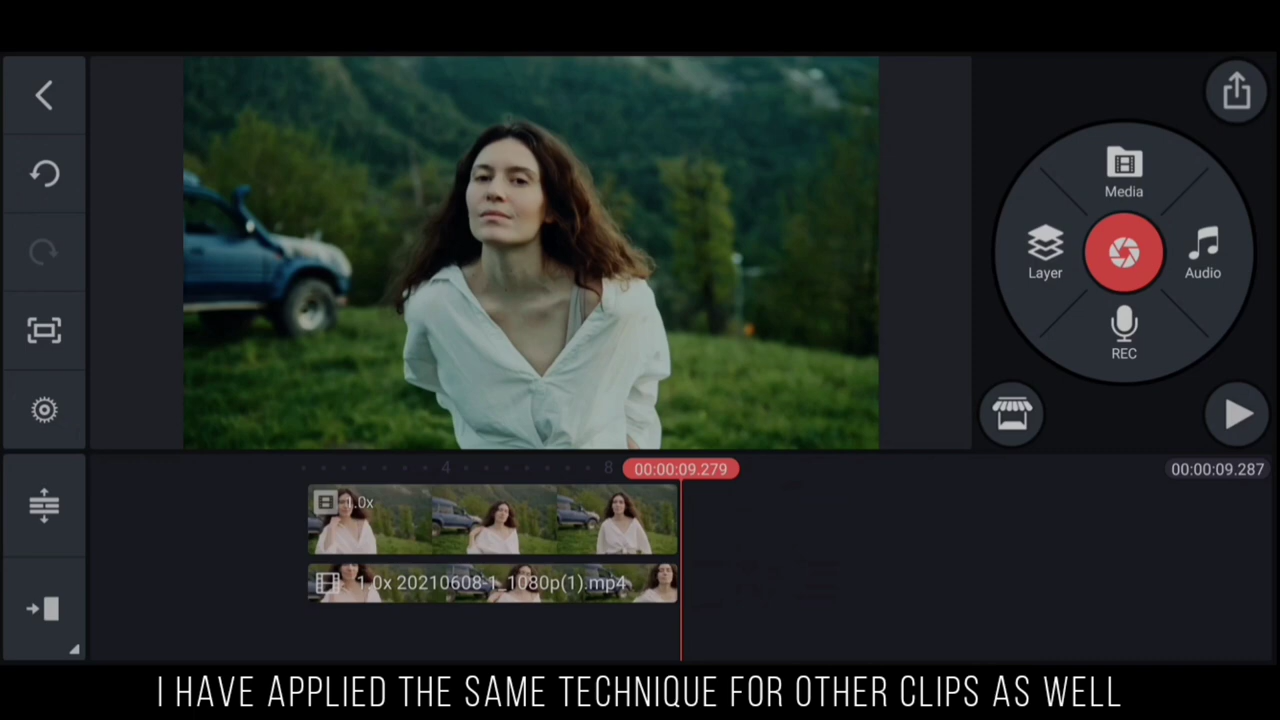 Media
Layer
Audio
REC
4
8
00:00:09.279
00:00:09.287
1.0x
1.0x 20210608-1_1080p(1).mp4
I HAVE APPLIED THE SAME TECHNIQUE FOR OTHER CLIPS AS WELL